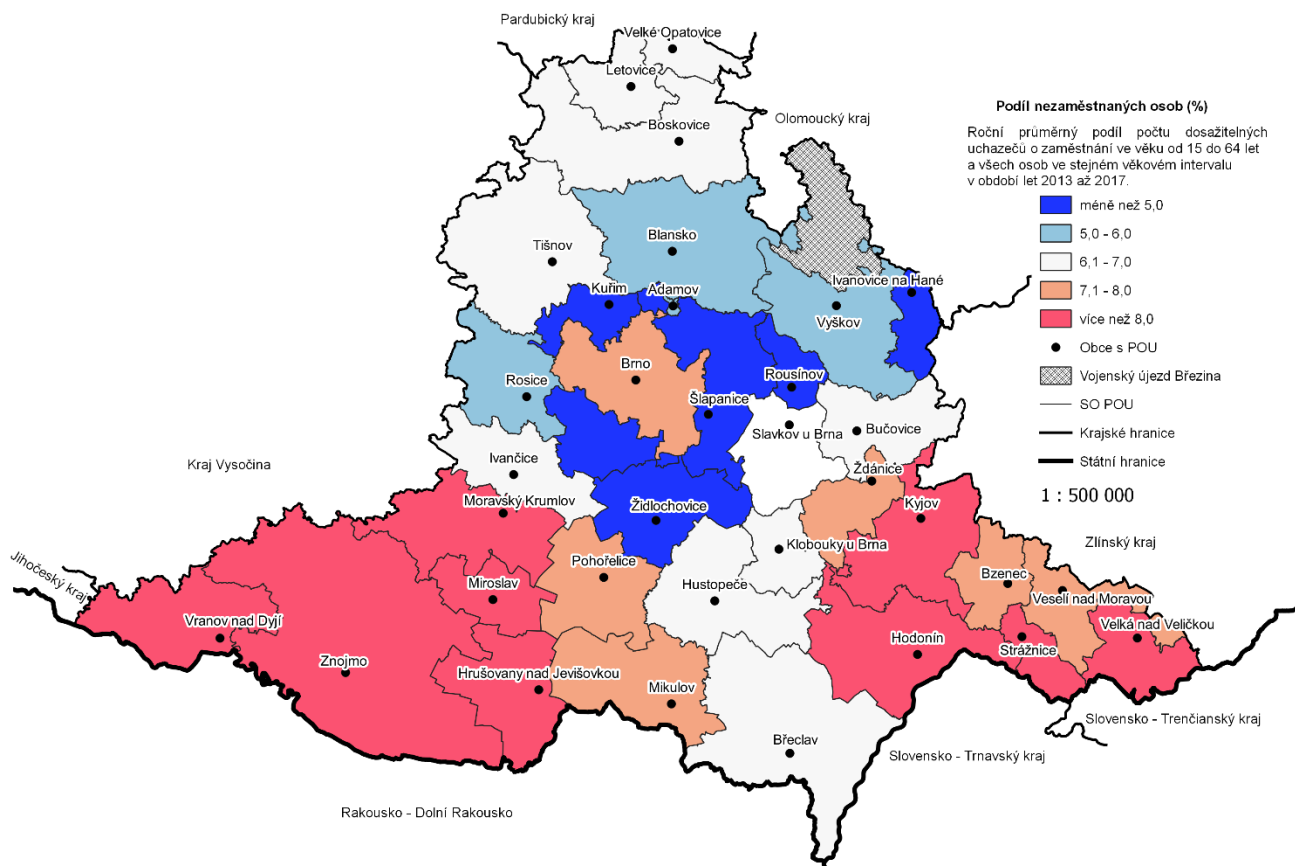 Pardubický kraj
Velké Opatovice
Letovice
Boskovice
Olomoucký kraj
Podíl nezaměstnaných osob (%)
Roční průměrný podíl počtu dosažitelných
uchazečů o zaměstnání ve věku od 15 do 64 let
a všech osob ve stejném věkovém intervalu
v období let 2013 až 2017.
méně než 5,0
5,0 - 6,0
6,1 - 7,0
7,1 - 8,0
více než 8,0
Obce s POU
Vojenský újezd Březina
SO POU
Krajské hranice
Státní hranice
1 : 500 000
Tišnov
Blansko
Kuřim
Adamov
Ivanovice na Hané
Vyškov
Brno
Rousínov
Rosice
Šlapanice
Slavkov u Brna
Bučovice
Ivančice
Ždánice
Kraj Vysočina
Moravský Krumlov
Židlochovice
Kyjov
Klobouky u Brna
Zlínský kraj
Pohořelice
Jihočeský kraj
Miroslav
Hustopeče
Bzenec
Veselí nad Moravou
Vranov nad Dyjí
Velká nad Veličkou
Hodonín
Strážnice
Znojmo
Hrušovany nad Jevišovkou
Mikulov
Slovensko - Trenčianský kraj
Břeclav
Slovensko - Trnavský kraj
Rakousko - Dolní Rakousko